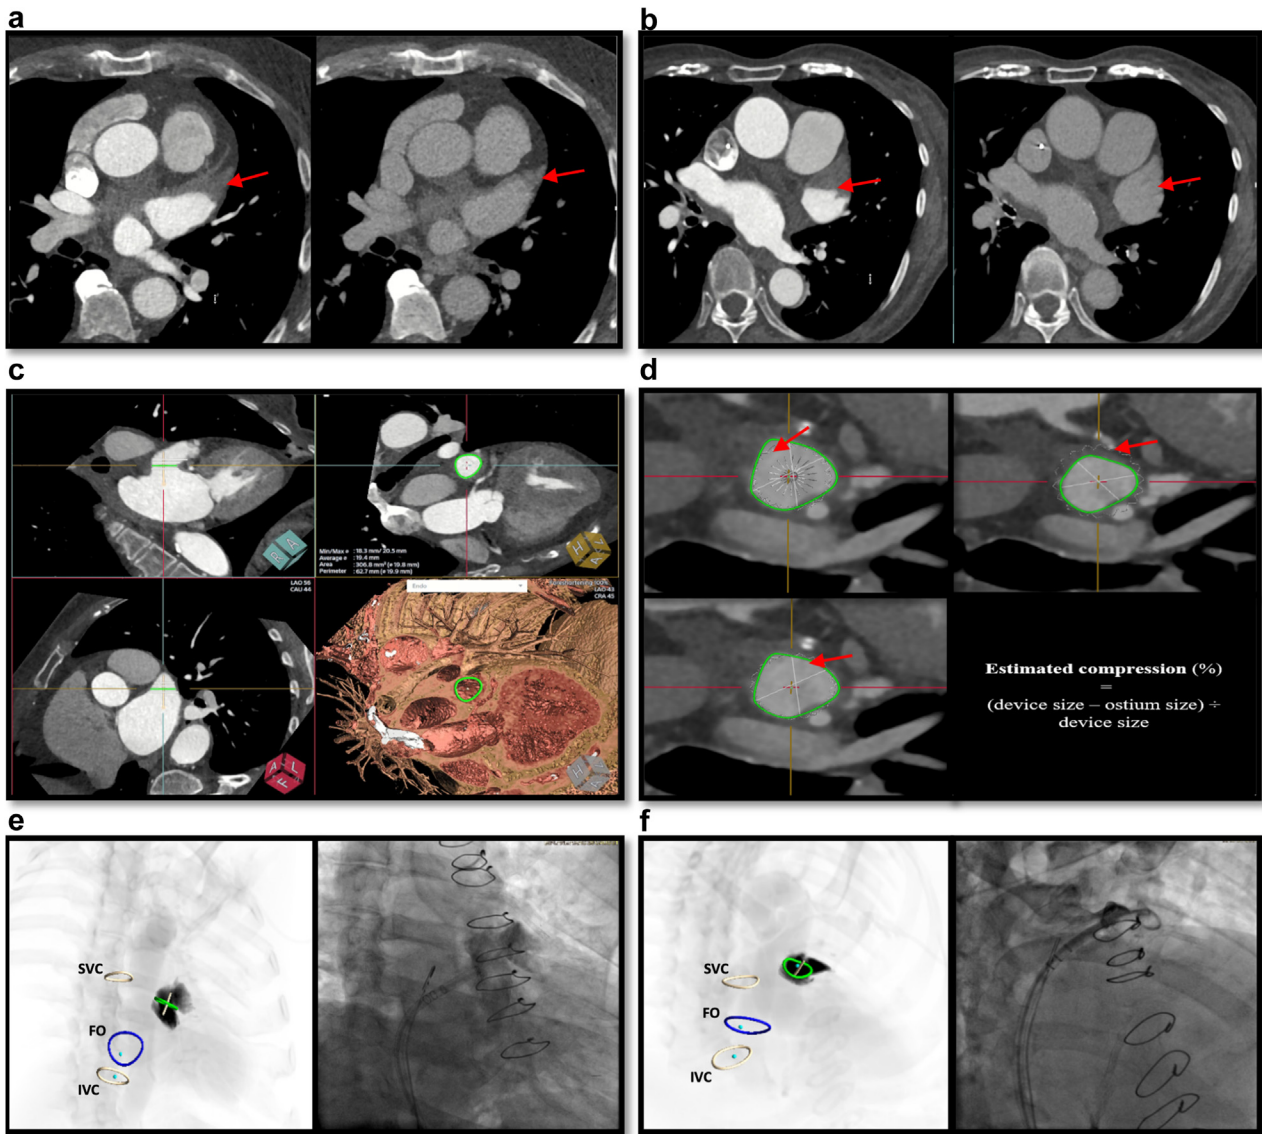 a
b
c
d
Min/Max ø : 18.3 mm/ 20.5 mm
Average ø : 19.4 mm
Area : 306.8 mm² (ø 19.8 mm)
Perimeter : 62.7 mm (ø 19.9 mm)
LAO 56
CAU 44
Endo
LAO 43
CRA 45
Estimated compression (%)
=
(device size – ostium size) ÷
device size
e
f
SVC
FO
IVC
SVC
FO
IVC